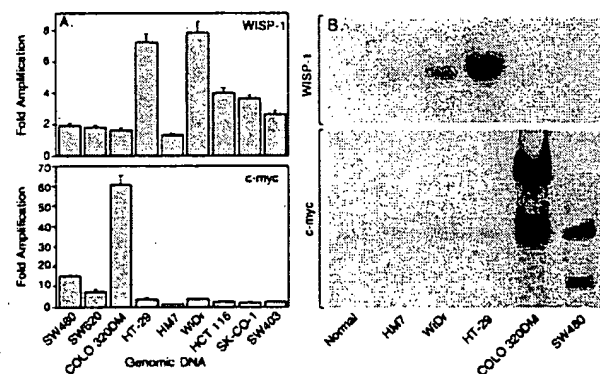 A.
WISP-1
Fold Amplification
8
6
4
2
0
c-myc
Fold Amplification
70
60
50
40
30
20
10
0
SW480
SW620
COLO 320DM
HT-29
HM7
WiDr
HCT 116
SK-CO-1
SW403
Genomic DNA
B.
WISP-1
c-myc
Normal
HM7
WiDr
HT-29
COLO 320DM
SW480